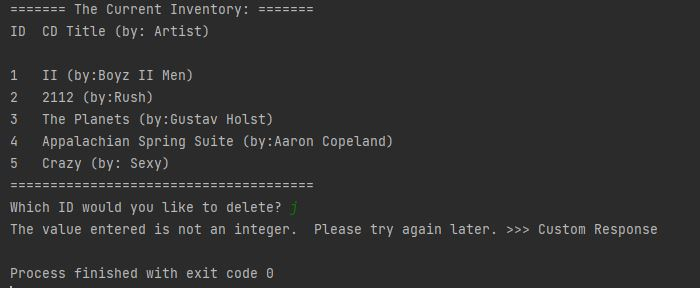 ======= The Current Inventory: =======
ID  CD Title (by: Artist)
1   II (by:Boyz II Men)
2   2112 (by:Rush)
3   The Planets (by:Gustav Holst)
4   Appalachian Spring Suite (by:Aaron Copeland)
5   Crazy (by: Sexy)
======================================
Which ID would you like to delete? j
The value entered is not an integer.  Please try again later. >>> Custom Response
Process finished with exit code 0